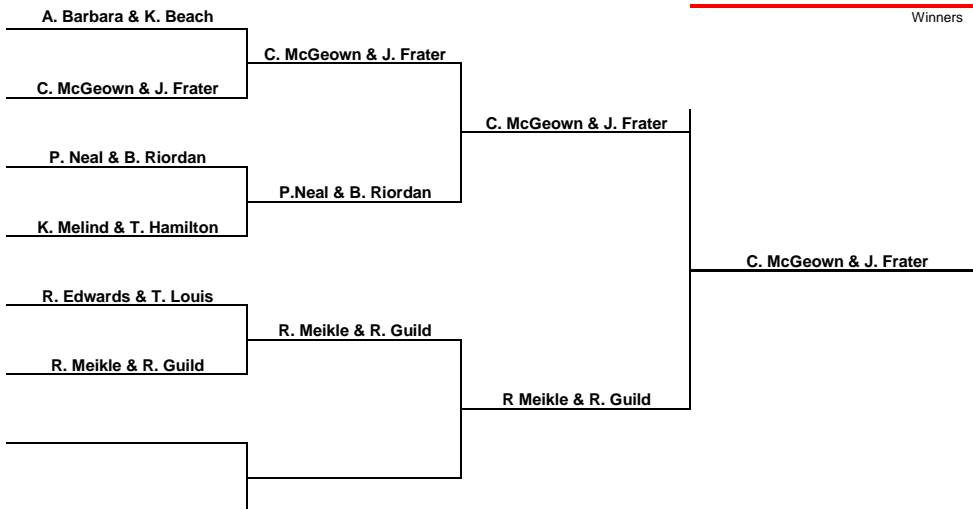 A. Barbara & K. Beach
Winners
C. McGeown & J. Frater
C. McGeown & J. Frater
C. McGeown & J. Frater
P. Neal & B. Riordan
P.Neal & B. Riordan
K. Melind & T. Hamilton
C. McGeown & J. Frater
R. Edwards & T. Louis
R. Meikle & R. Guild
R. Meikle & R. Guild
R Meikle & R. Guild